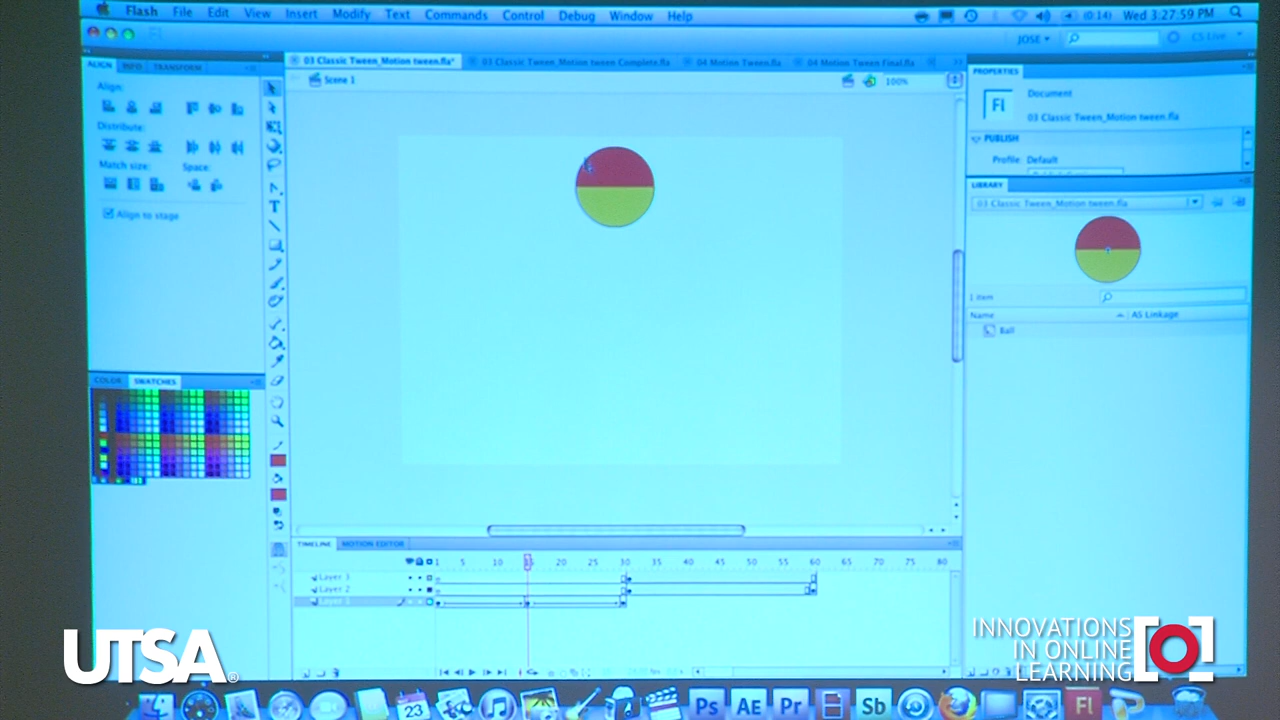 Flash File Edit View Insert Modify Text Commands Control Debug Window Help (0:14) Wed 3:27:59 PM
JOSE CS Live
ALIGN INFO TRANSFORM
Align:
Distribute:
Match size: Space:
Align to stage
COLOR SWATCHES
03 Classic Tween_Motion tween.fla* 03 Classic Tween_Motion tween Complete.fla 04 Motion Tween.fla 04 Motion Tween Final.fla
Scene 1 100%
PROPERTIES
Fl Document
03 Classic Tween_Motion tween.fla
PUBLISH
Profile: Default
LIBRARY
03 Classic Tween_Motion tween.fla
1 item
Name AS Linkage
Ball
TIMELINE MOTION EDITOR
1 5 10 15 20 25 30 35 40 45 50 55 60 65 70 75 80
Layer 3
Layer 2
UTSA®
INNOVATIONS
IN ONLINE
LEARNING
23 Ps AE Pr Sb Fl